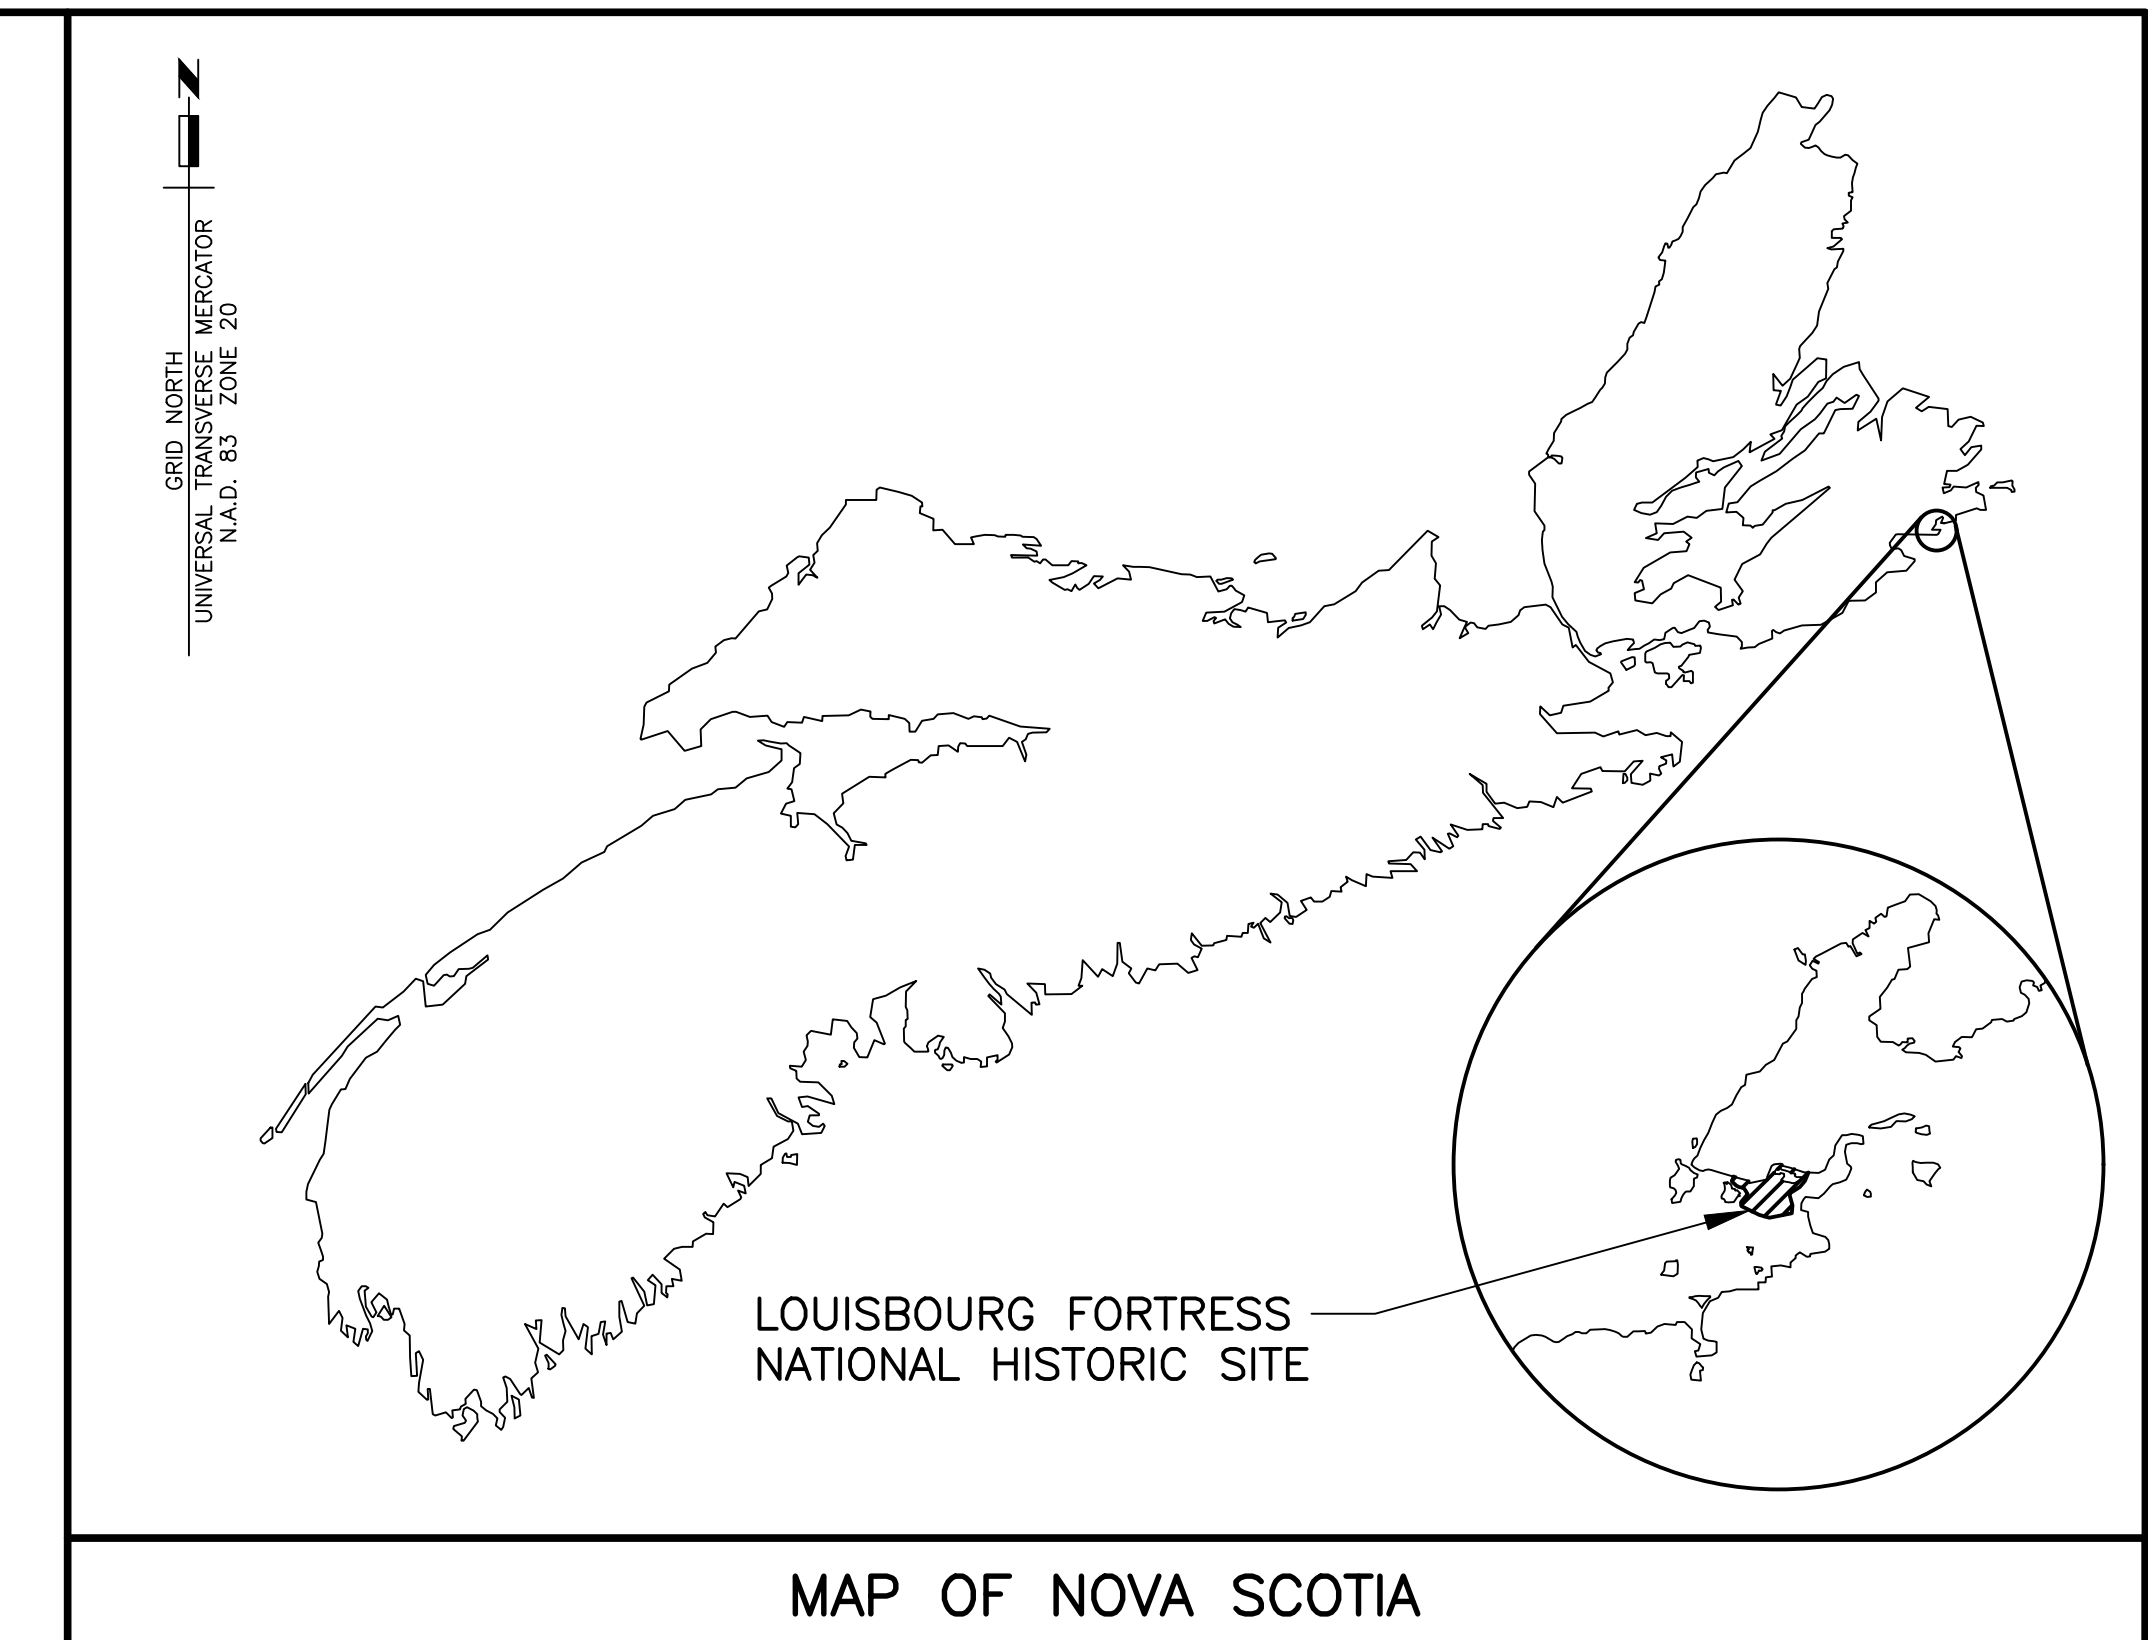 N
GRID NORTH
UNIVERSAL TRANSVERSE MERCATOR
N.A.D. 83 ZONE 20
LOUISBOURG FORTRESS
NATIONAL HISTORIC SITE
MAP OF NOVA SCOTIA